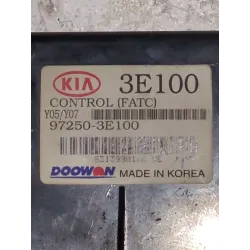 KIA 3E100
CONTROL (FATC)
Y05/Y07
97250-3E100
DOOWON MADE IN KOREA